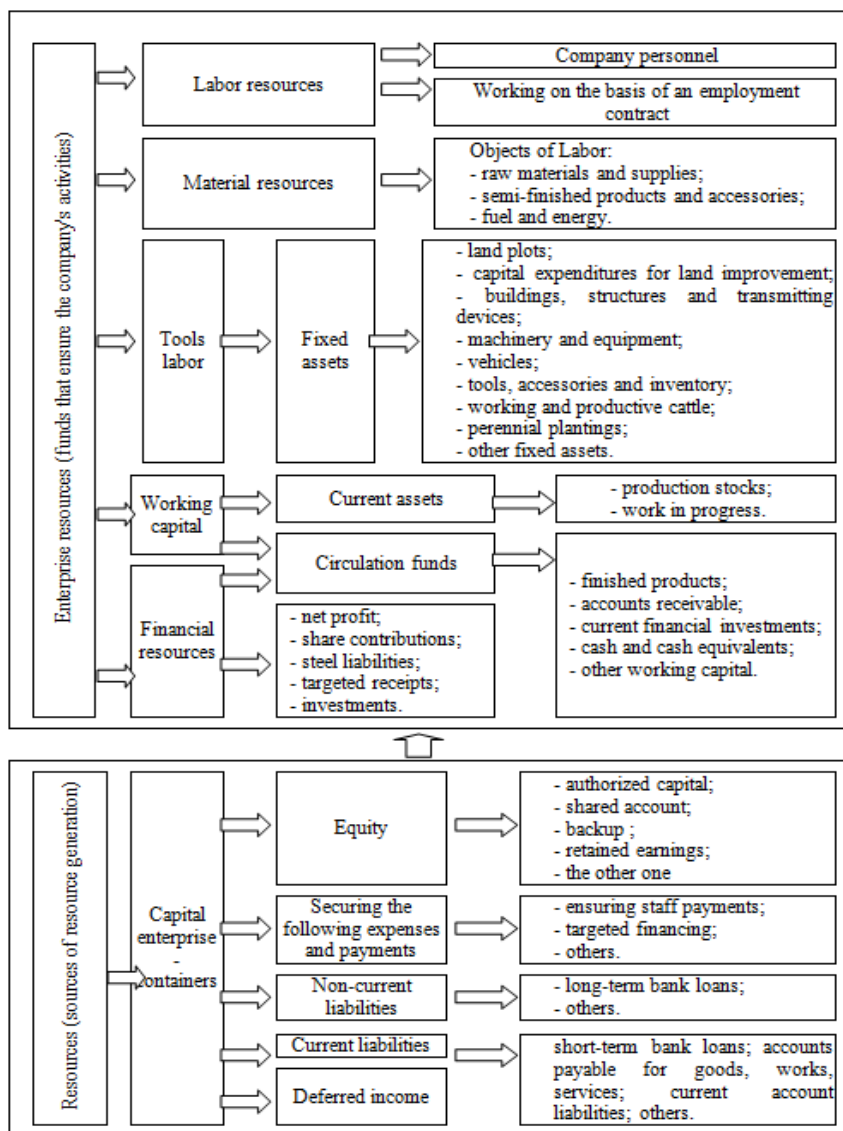 Enterprise resources (funds that ensure the company's activities)
Labor resources
Company personnel
Working on the basis of an employment
contract
Material resources
Objects of Labor:
- raw materials and supplies;
- semi-finished products and accessories;
- fuel and energy.
Tools
labor
Fixed
assets
- land plots;
- capital expenditures for land improvement;
- buildings, structures and transmitting
devices;
- machinery and equipment;
- vehicles;
- tools, accessories and inventory;
- working and productive cattle;
- perennial plantings;
- other fixed assets.
Working
capital
Current assets
- production stocks;
- work in progress.
Circulation funds
- finished products;
- accounts receivable;
- current financial investments;
- cash and cash equivalents;
- other working capital.
Financial
resources
- net profit;
- share contributions;
- steel liabilities;
- targeted receipts;
- investments.
Resources (sources of resource generation)
Capital
enterprise
-
containers
Equity
- authorized capital;
- shared account;
- backup ;
- retained earnings;
- the other one
Securing the
following expenses
and payments
- ensuring staff payments;
- targeted financing;
- others.
Non-current
liabilities
- long-term bank loans;
- others.
Current liabilities
Deferred income
short-term bank loans; accounts
payable for goods, works,
services; current account
liabilities; others.